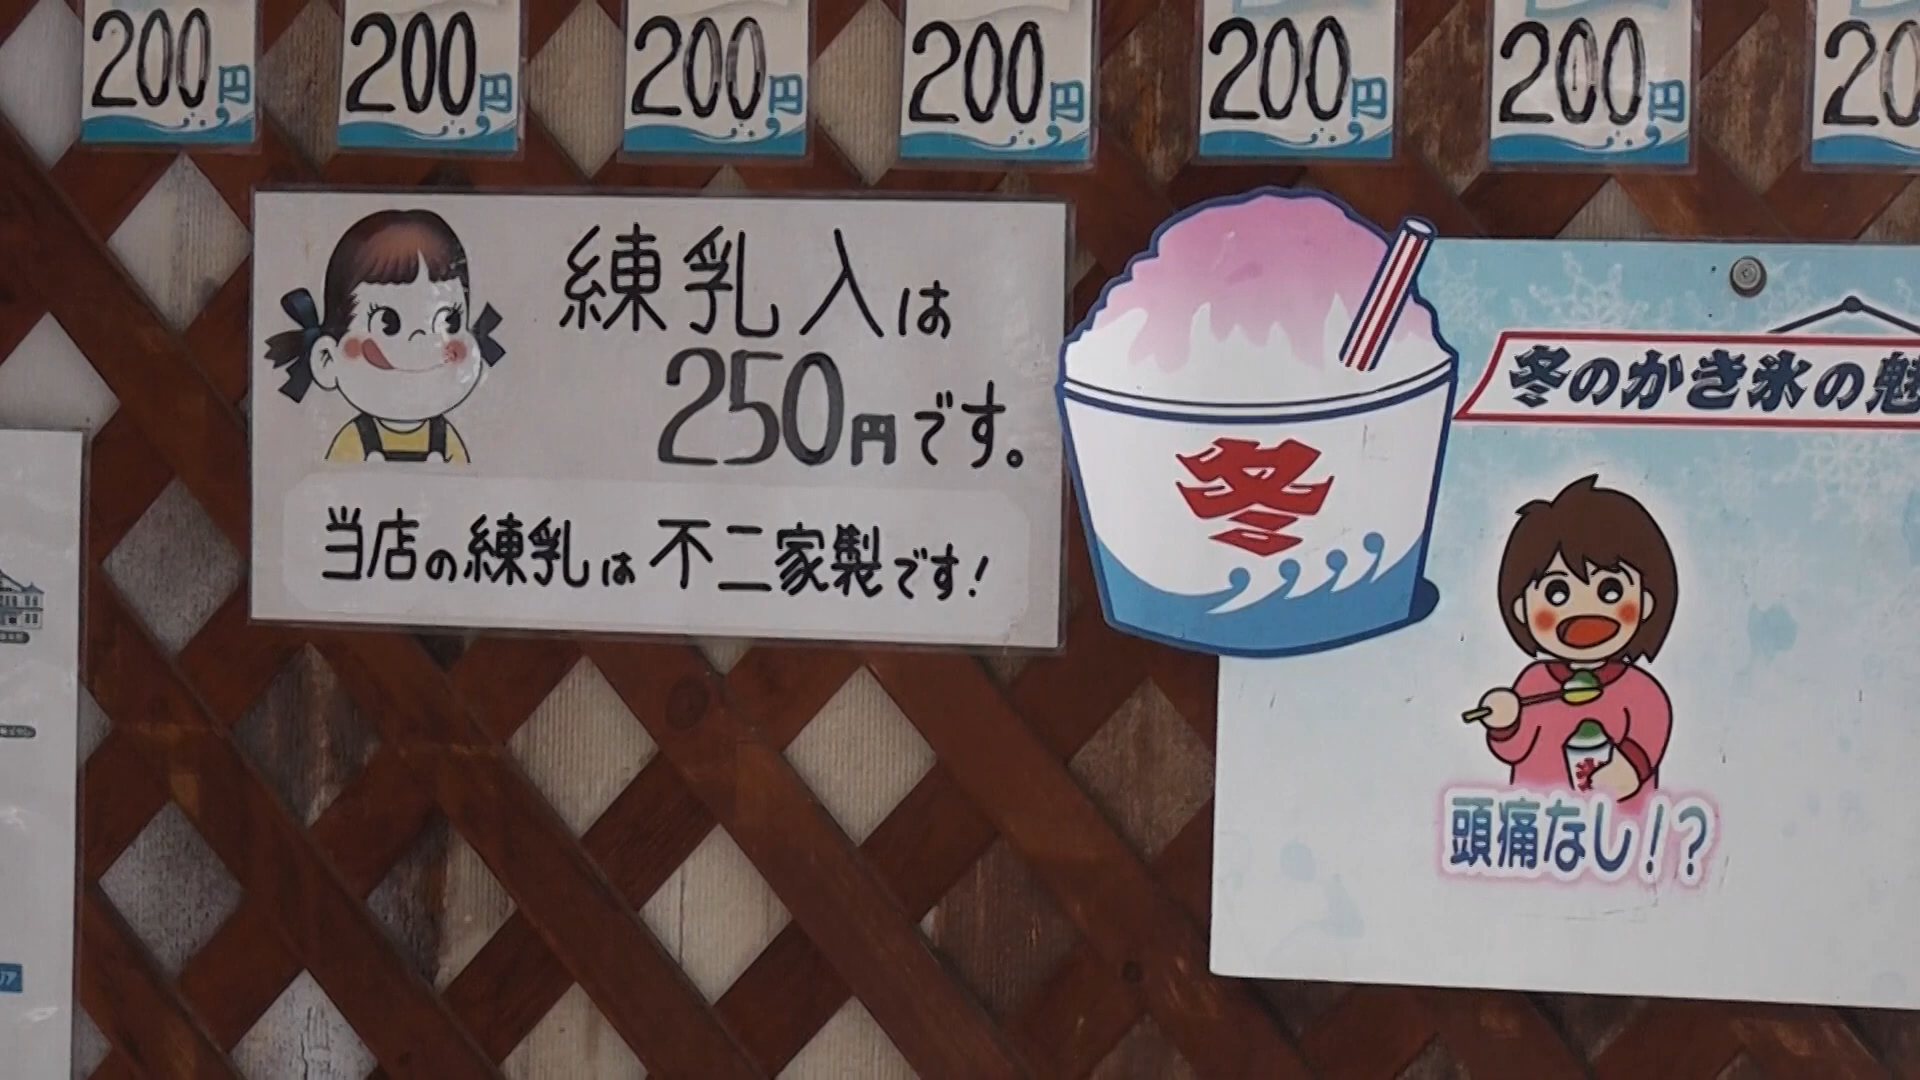 200円
200円
200円
200円
200円
200円
20
練乳入は
250円です。
当店の練乳は不二家製です!
冬
冬のかき氷の魅
頭痛なし!?